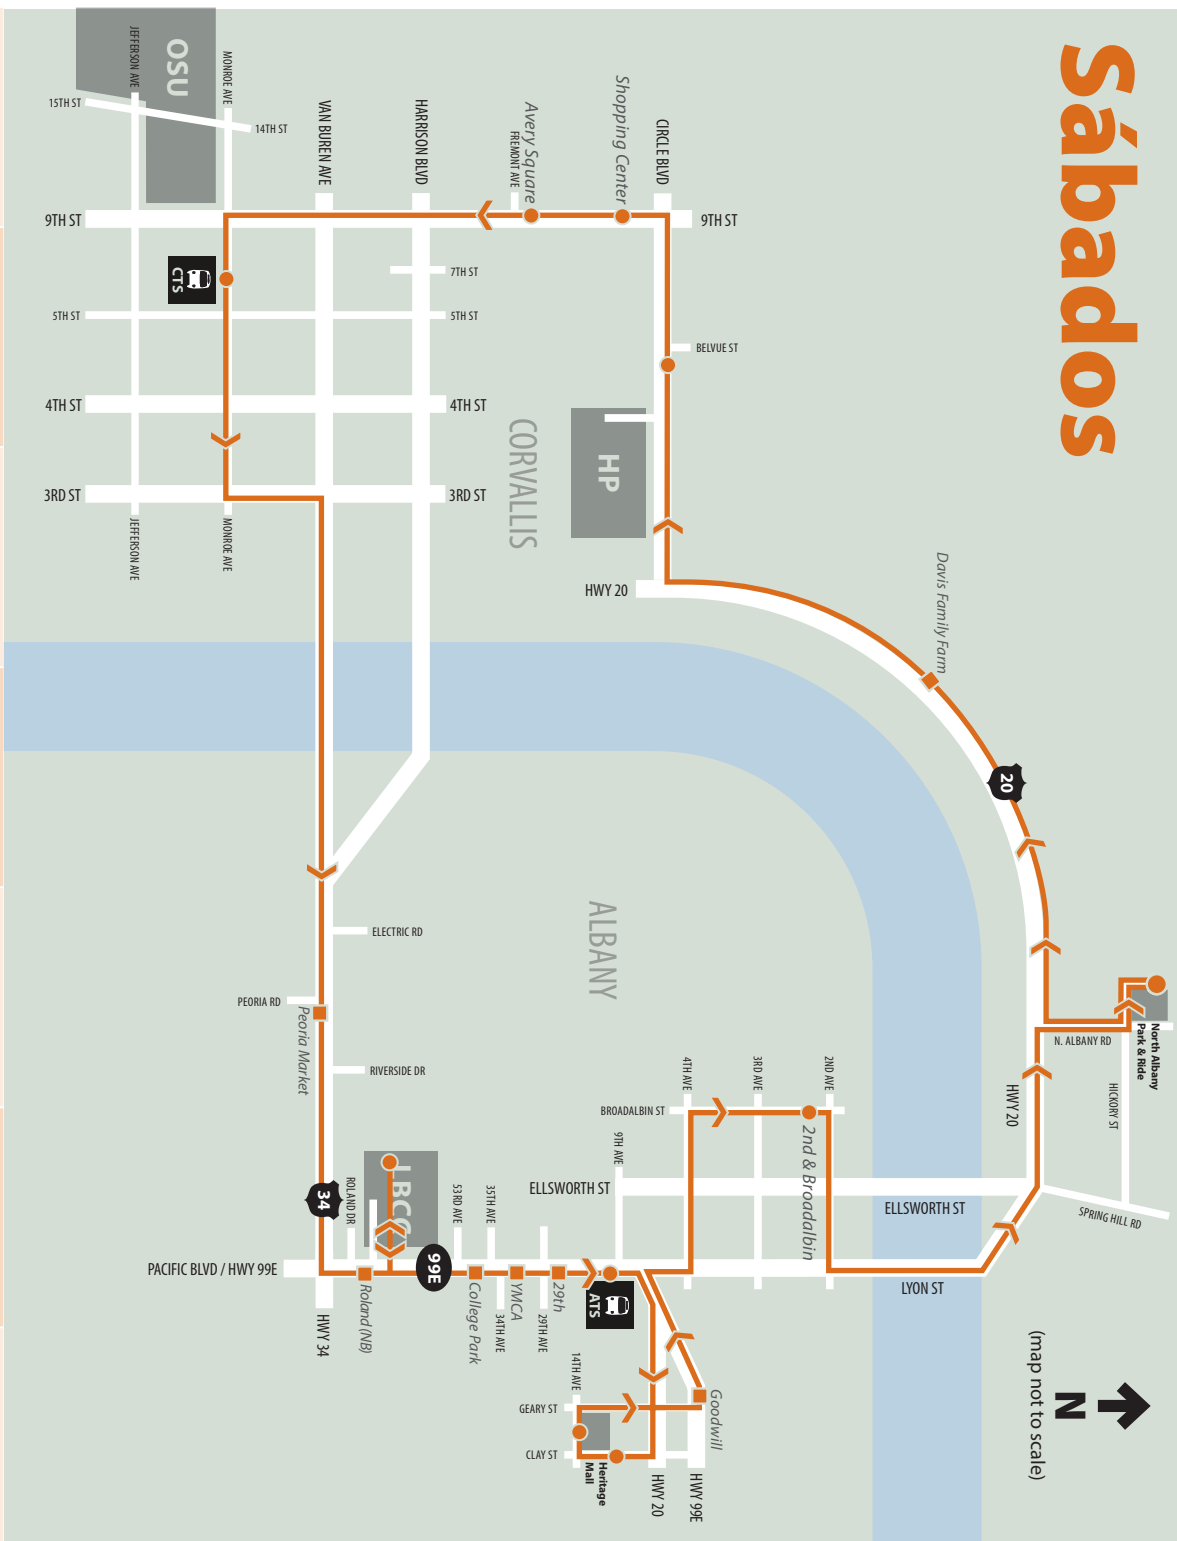 Sábados
OSU
JEFFERSON AVE
MONROE AVE
15TH ST
14TH ST
VAN BUREN AVE
HARRISON BLVD
Avery Square
FREMONT AVE
Shopping Center
CIRCLE BLVD
9TH ST
9TH ST
CTS
7TH ST
5TH ST
5TH ST
BELVUE ST
4TH ST
4TH ST
CORVALLIS
HP
3RD ST
3RD ST
JEFFERSON AVE
MONROE AVE
HWY 20
Davis Family Farm
20
ALBANY
ELECTRIC RD
PEORIA RD
Peoria Market
RIVERSIDE DR
North Albany
Park & Ride
N. ALBANY RD
HICKORY ST
HWY 20
4TH AVE
3RD AVE
2ND AVE
BROADALBIN ST
2nd & Broadalbin
9TH AVE
ELLSWORTH ST
ELLSWORTH ST
SPRING HILL RD
LBCC
34
ROLAND DR
53RD AVE
35TH AVE
PACIFIC BLVD / HWY 99E
99E
Roland (NB)
College Park
YMCA
29th
ATS
LYON ST
HWY 34
34TH AVE
29TH AVE
14TH AVE
GEARY ST
CLAY ST
Heritage
Mall
Goodwill
HWY 20
HWY 99E
N
(map not to scale)